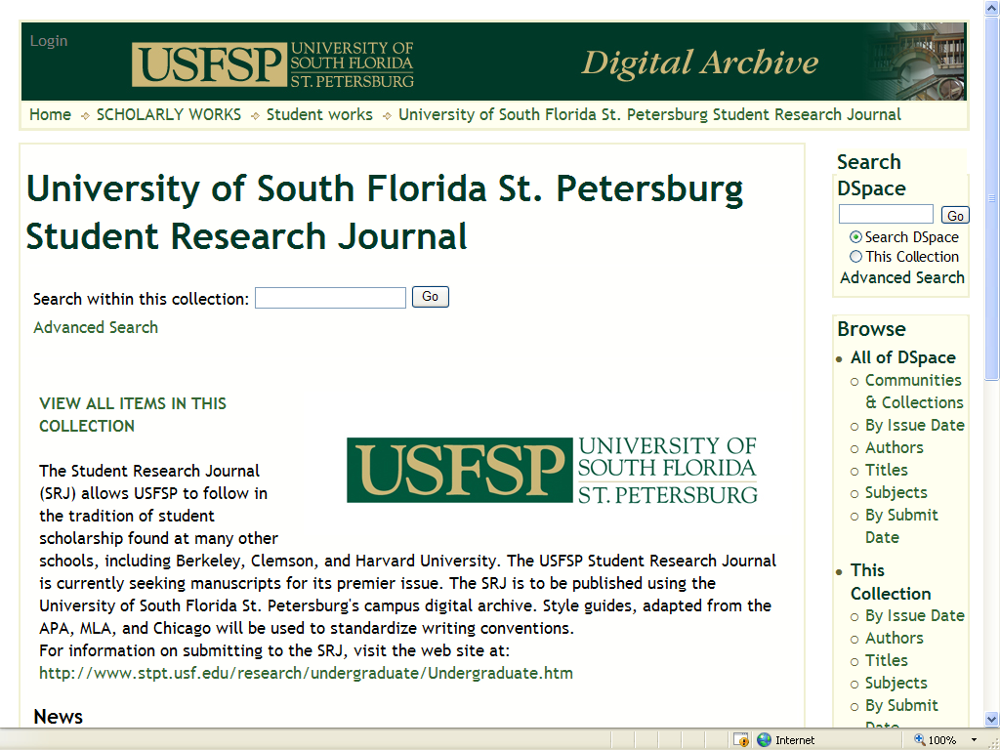 Login
USFSP UNIVERSITY OF
SOUTH FLORIDA
ST. PETERSBURG
Digital Archive
Home SCHOLARLY WORKS Student works University of South Florida St. Petersburg Student Research Journal
University of South Florida St. Petersburg
Student Research Journal
Search within this collection: Go
Advanced Search
VIEW ALL ITEMS IN THIS
COLLECTION
USFSP UNIVERSITY OF
SOUTH FLORIDA
ST. PETERSBURG
The Student Research Journal
(SRJ) allows USFSP to follow in
the tradition of student
scholarship found at many other
schools, including Berkeley, Clemson, and Harvard University. The USFSP Student Research Journal
is currently seeking manuscripts for its premier issue. The SRJ is to be published using the
University of South Florida St. Petersburg's campus digital archive. Style guides, adapted from the
APA, MLA, and Chicago will be used to standardize writing conventions.
For information on submitting to the SRJ, visit the web site at:
http://www.stpt.usf.edu/research/undergraduate/Undergraduate.htm
News
Search
DSpace
Go
Search DSpace
This Collection
Advanced Search
Browse
All of DSpace
Communities
& Collections
By Issue Date
Authors
Titles
Subjects
By Submit
Date
This
Collection
By Issue Date
Authors
Titles
Subjects
By Submit
Date
Internet
100%